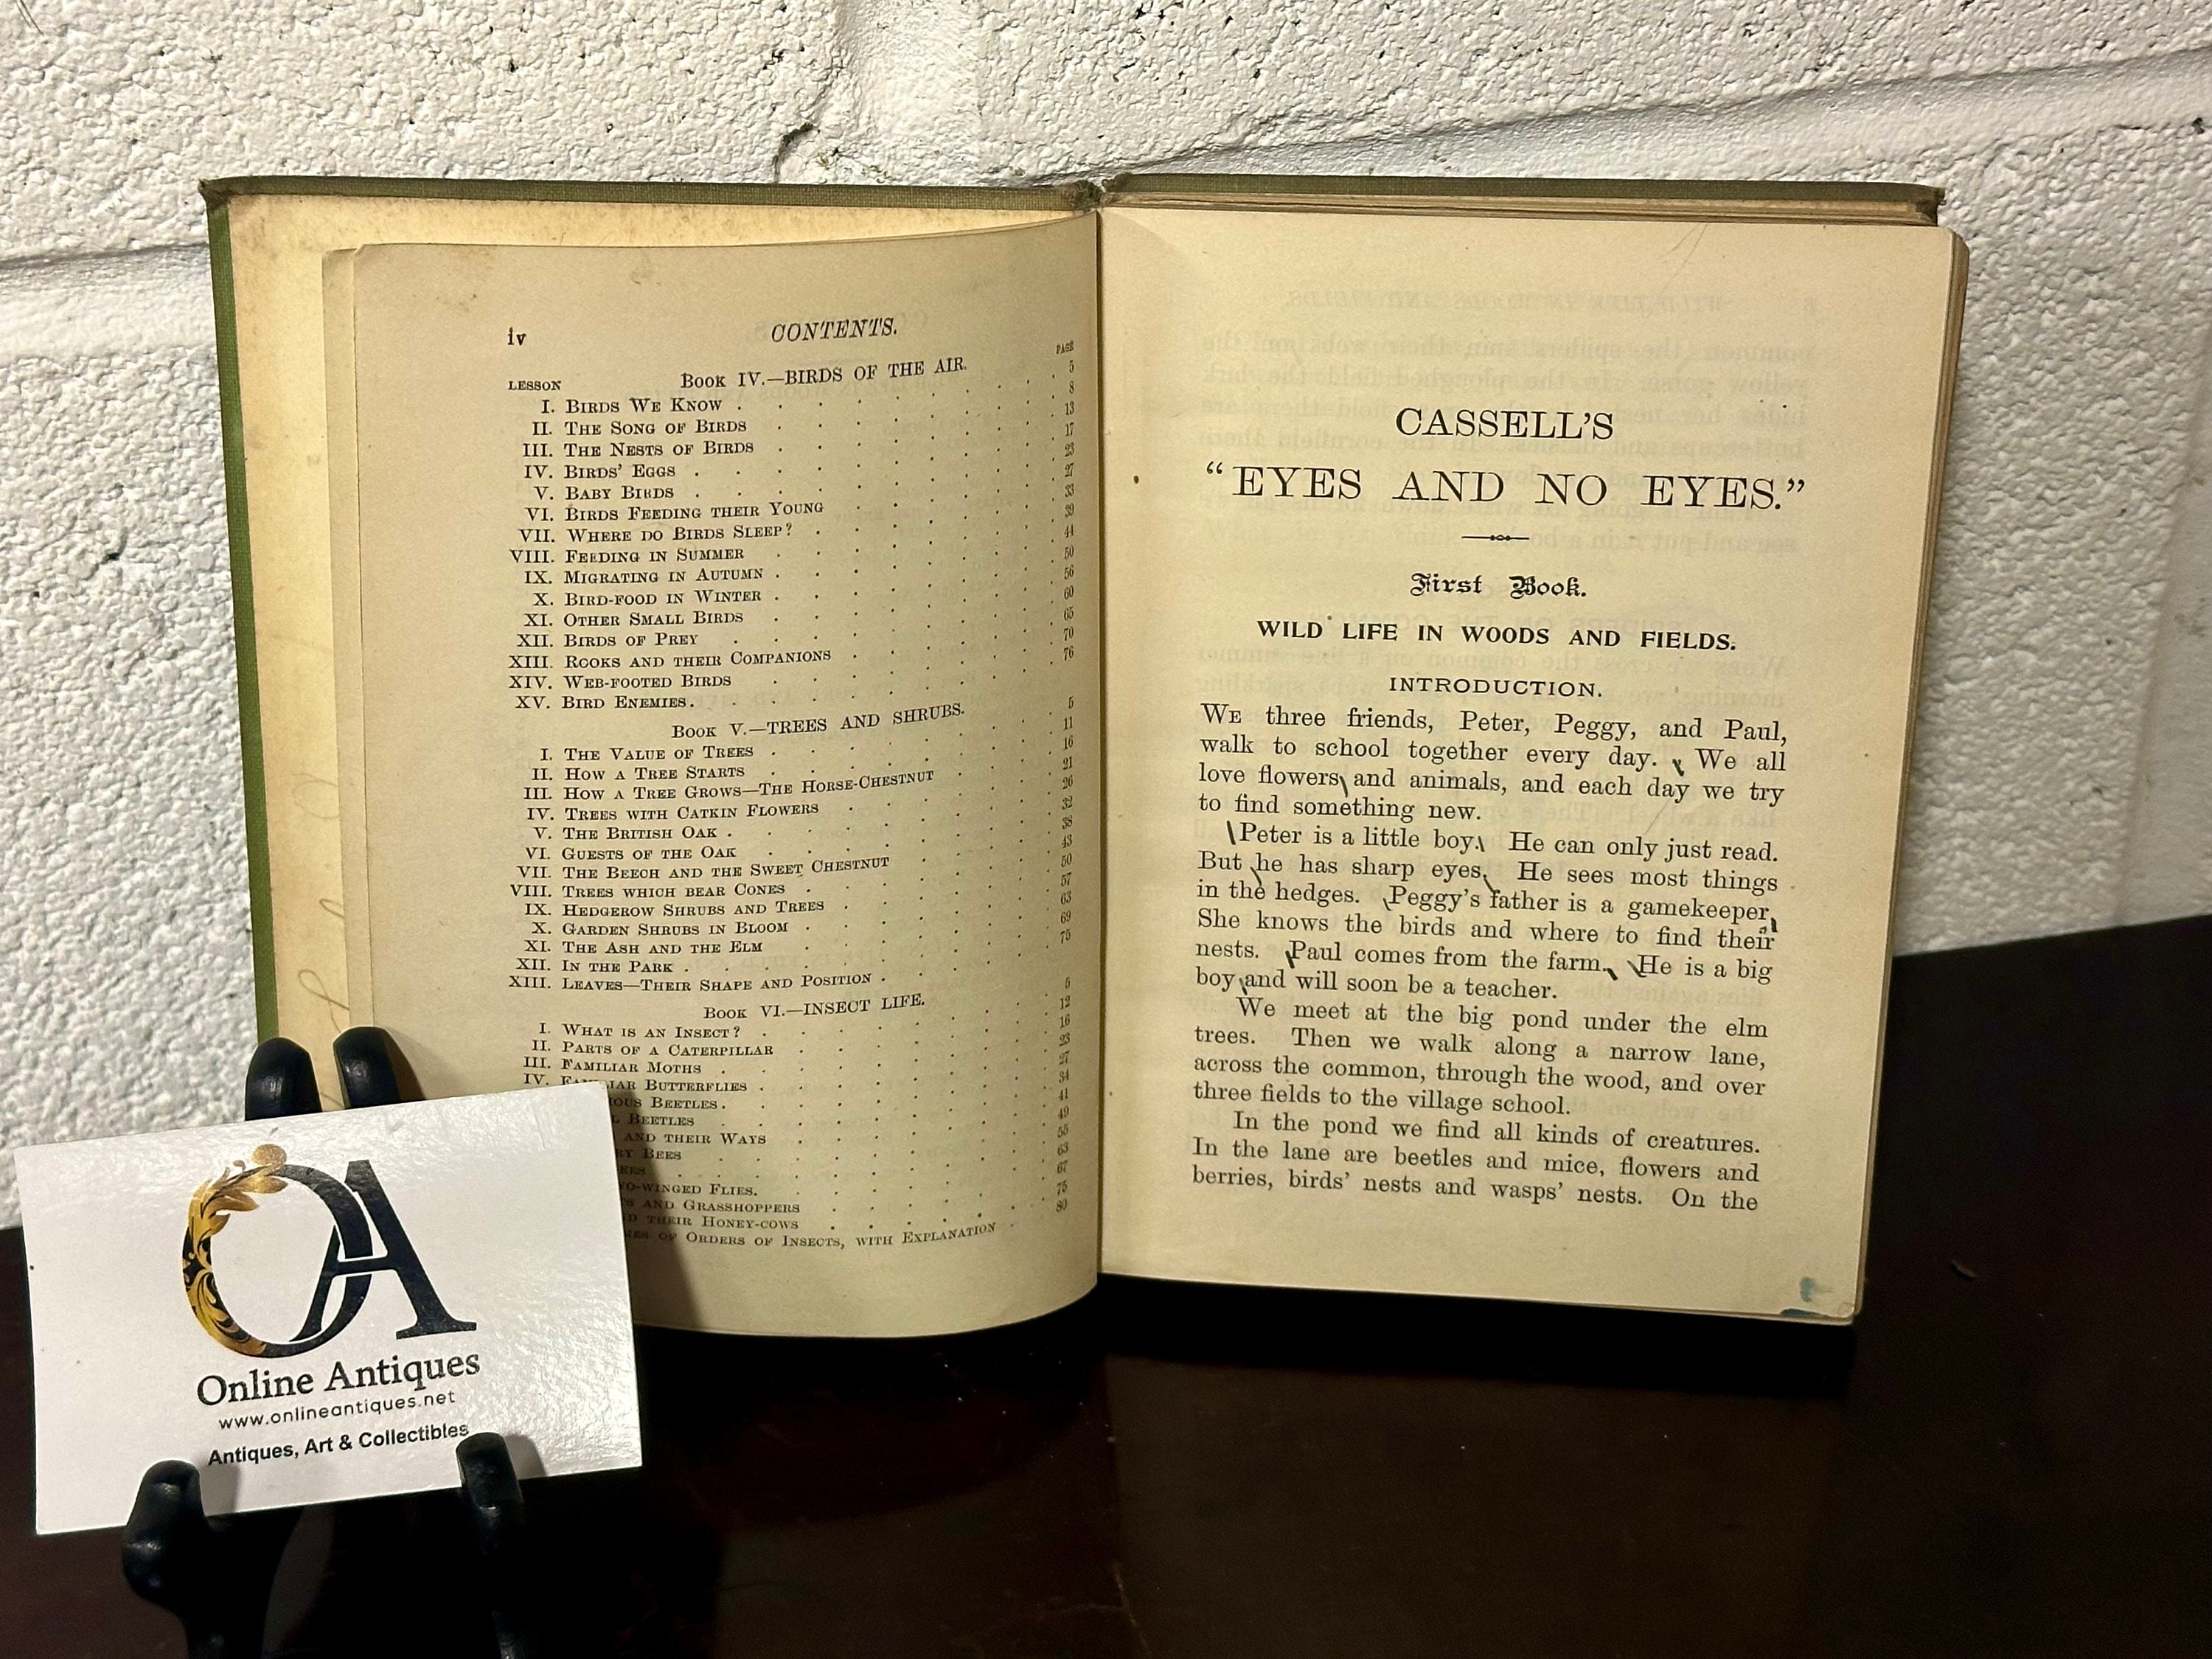 iv CONTENTS.
PAGE
Book IV.—BIRDS OF THE AIR.
LESSON
I. Birds We Know . 5
II. The Song of Birds 8
III. The Nests of Birds 13
IV. Birds' Eggs 17
V. Baby Birds 23
VI. Birds Feeding their Young 27
VII. Where do Birds Sleep? 33
VIII. Feeding in Summer 39
IX. Migrating in Autumn 44
X. Bird-food in Winter 50
XI. Other Small Birds 56
XII. Birds of Prey 60
XIII. Rooks and their Companions 65
XIV. Web-footed Birds 70
XV. Bird Enemies 76
Book V.—TREES AND SHRUBS.
I. The Value of Trees 5
II. How a Tree Starts 11
III. How a Tree Grows—The Horse-Chestnut 16
IV. Trees with Catkin Flowers 21
V. The British Oak 26
VI. Guests of the Oak 32
VII. The Beech and the Sweet Chestnut 38
VIII. Trees which bear Cones 43
IX. Hedgerow Shrubs and Trees 50
X. Garden Shrubs in Bloom 57
XI. The Ash and the Elm 63
XII. In the Park 69
XIII. Leaves—Their Shape and Position 75
Book VI.—INSECT LIFE.
I. What is an Insect? 5
II. Parts of a Caterpillar 12
III. Familiar Moths 16
IV. Butterflies 23
Beetles 27
Beetles 34
and their Ways 41
Bees 49
55
-winged Flies 63
and Grasshoppers 67
their Honey-cows 75
of Orders of Insects, with Explanation 80
CASSELL'S
"EYES AND NO EYES."
First Book.
WILD LIFE IN WOODS AND FIELDS.
INTRODUCTION.
We three friends, Peter, Peggy, and Paul,
walk to school together every day. We all
love flowers and animals, and each day we try
to find something new.
Peter is a little boy. He can only just read.
But he has sharp eyes. He sees most things
in the hedges. Peggy's father is a gamekeeper.
She knows the birds and where to find their
nests. Paul comes from the farm. He is a big
boy and will soon be a teacher.
We meet at the big pond under the elm
trees. Then we walk along a narrow lane,
across the common, through the wood, and over
three fields to the village school.
In the pond we find all kinds of creatures.
In the lane are beetles and mice, flowers and
berries, birds' nests and wasps' nests. On the
OA
Online Antiques
www.onlineantiques.net
Antiques, Art & Collectibles